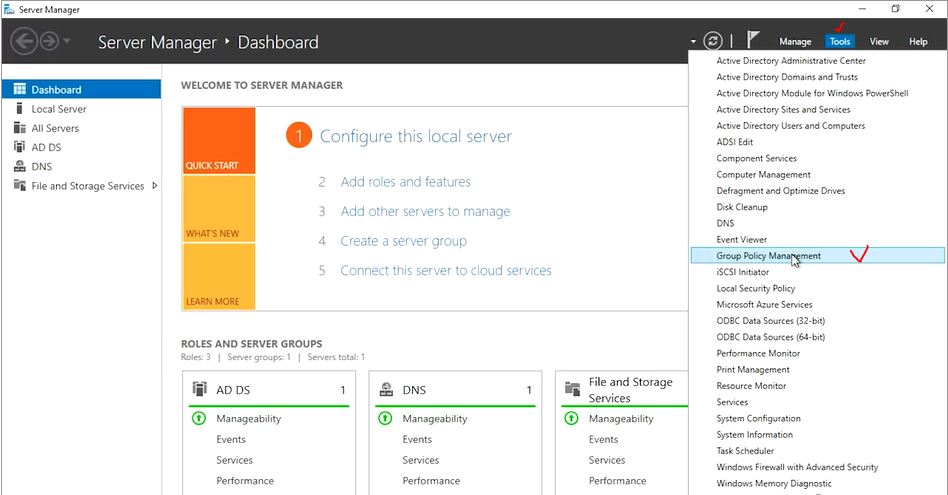 Server Manager
Server Manager ‣ Dashboard
Manage Tools View Help
Dashboard
Local Server
All Servers
AD DS
DNS
File and Storage Services
WELCOME TO SERVER MANAGER
QUICK START
WHAT'S NEW
LEARN MORE
1 Configure this local server
2 Add roles and features
3 Add other servers to manage
4 Create a server group
5 Connect this server to cloud services
ROLES AND SERVER GROUPS
Roles: 3 | Server groups: 1 | Servers total: 1
AD DS 1
Manageability
Events
Services
Performance
DNS 1
Manageability
Events
Services
Performance
File and Storage
Services
Manageability
Events
Services
Performance
Active Directory Administrative Center
Active Directory Domains and Trusts
Active Directory Module for Windows PowerShell
Active Directory Sites and Services
Active Directory Users and Computers
ADSI Edit
Component Services
Computer Management
Defragment and Optimize Drives
Disk Cleanup
DNS
Event Viewer
Group Policy Management
iSCSI Initiator
Local Security Policy
Microsoft Azure Services
ODBC Data Sources (32-bit)
ODBC Data Sources (64-bit)
Performance Monitor
Print Management
Resource Monitor
Services
System Configuration
System Information
Task Scheduler
Windows Firewall with Advanced Security
Windows Memory Diagnostic